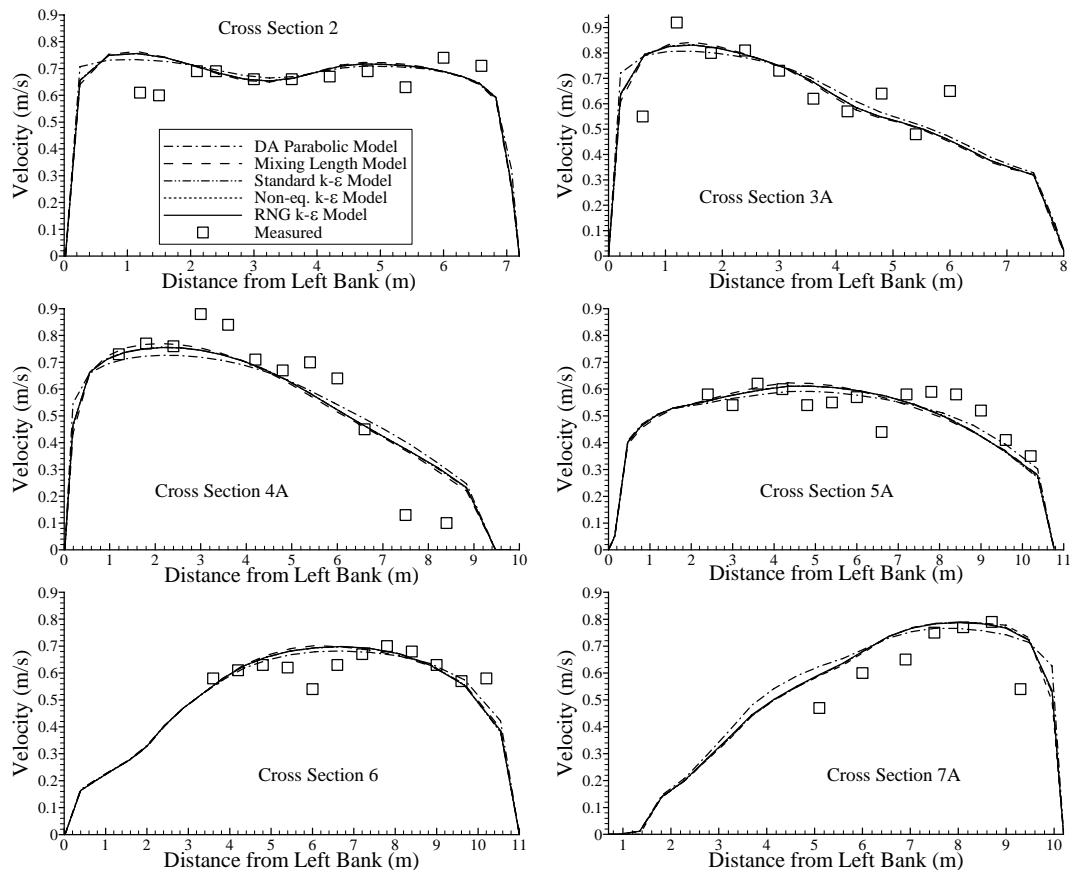 Cross Section 2
DA Parabolic Model
Mixing Length Model
Standard k-ε Model
Non-eq. k-ε Model
RNG k-ε Model
Measured
Velocity (m/s)
0 0.1 0.2 0.3 0.4 0.5 0.6 0.7 0.8 0.9
0 1 2 3 4 5 6 7
Distance from Left Bank (m)
Cross Section 3A
Velocity (m/s)
0 0.1 0.2 0.3 0.4 0.5 0.6 0.7 0.8 0.9
0 1 2 3 4 5 6 7 8
Distance from Left Bank (m)
Cross Section 4A
Velocity (m/s)
0 0.1 0.2 0.3 0.4 0.5 0.6 0.7 0.8 0.9
0 1 2 3 4 5 6 7 8 9 10
Distance from Left Bank (m)
Cross Section 5A
Velocity (m/s)
0 0.1 0.2 0.3 0.4 0.5 0.6 0.7 0.8 0.9
0 1 2 3 4 5 6 7 8 9 10 11
Distance from Left Bank (m)
Cross Section 6
Velocity (m/s)
0 0.1 0.2 0.3 0.4 0.5 0.6 0.7 0.8 0.9
0 1 2 3 4 5 6 7 8 9 10 11
Distance from Left Bank (m)
Cross Section 7A
Velocity (m/s)
0 0.1 0.2 0.3 0.4 0.5 0.6 0.7 0.8 0.9
1 2 3 4 5 6 7 8 9 10
Distance from Left Bank (m)